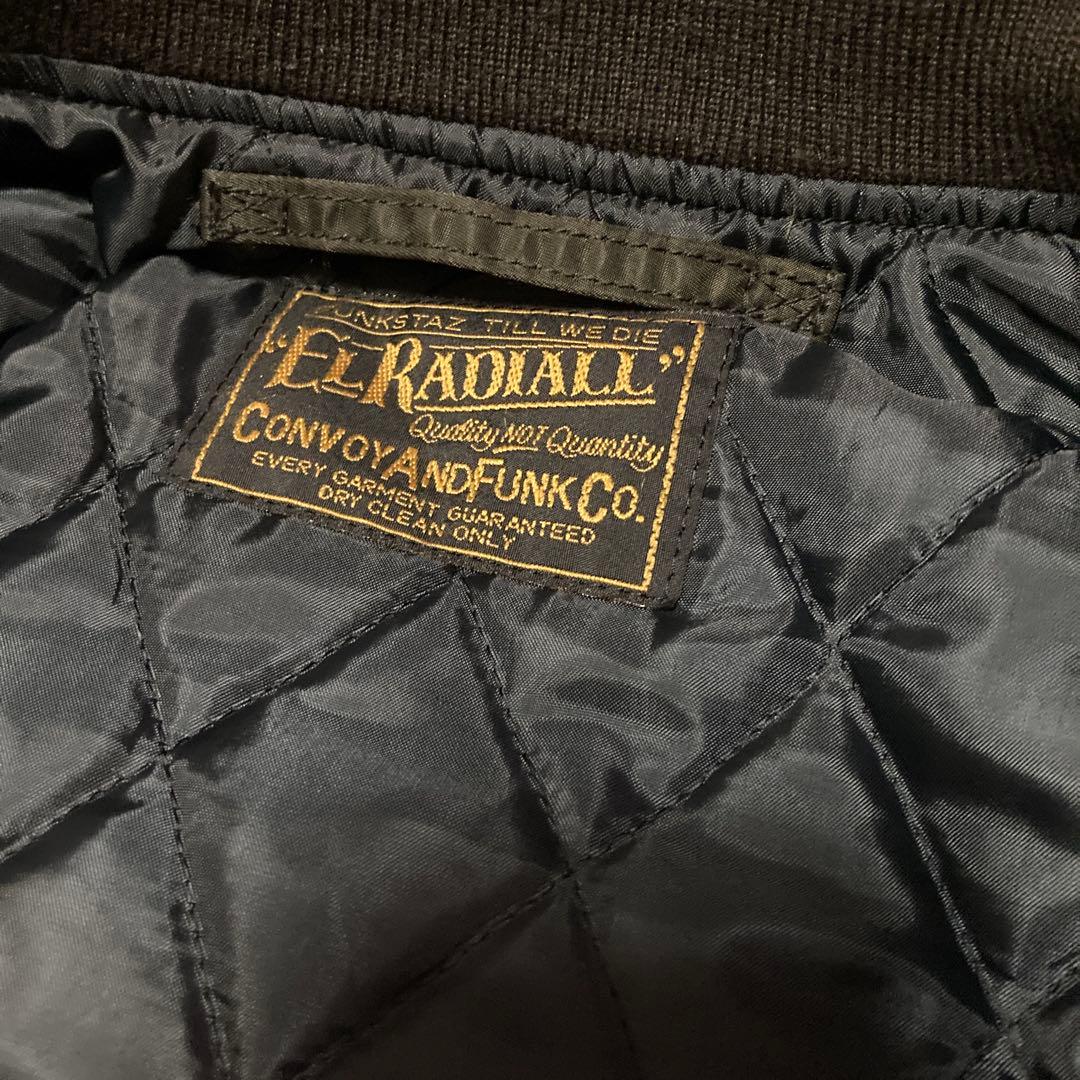 FUNKSTAZ TILL WE DIE
"EL RADIALL"
Quality NOT Quantity
CONVOY AND FUNK CO.
EVERY GARMENT GUARANTEED
DRY CLEAN ONLY